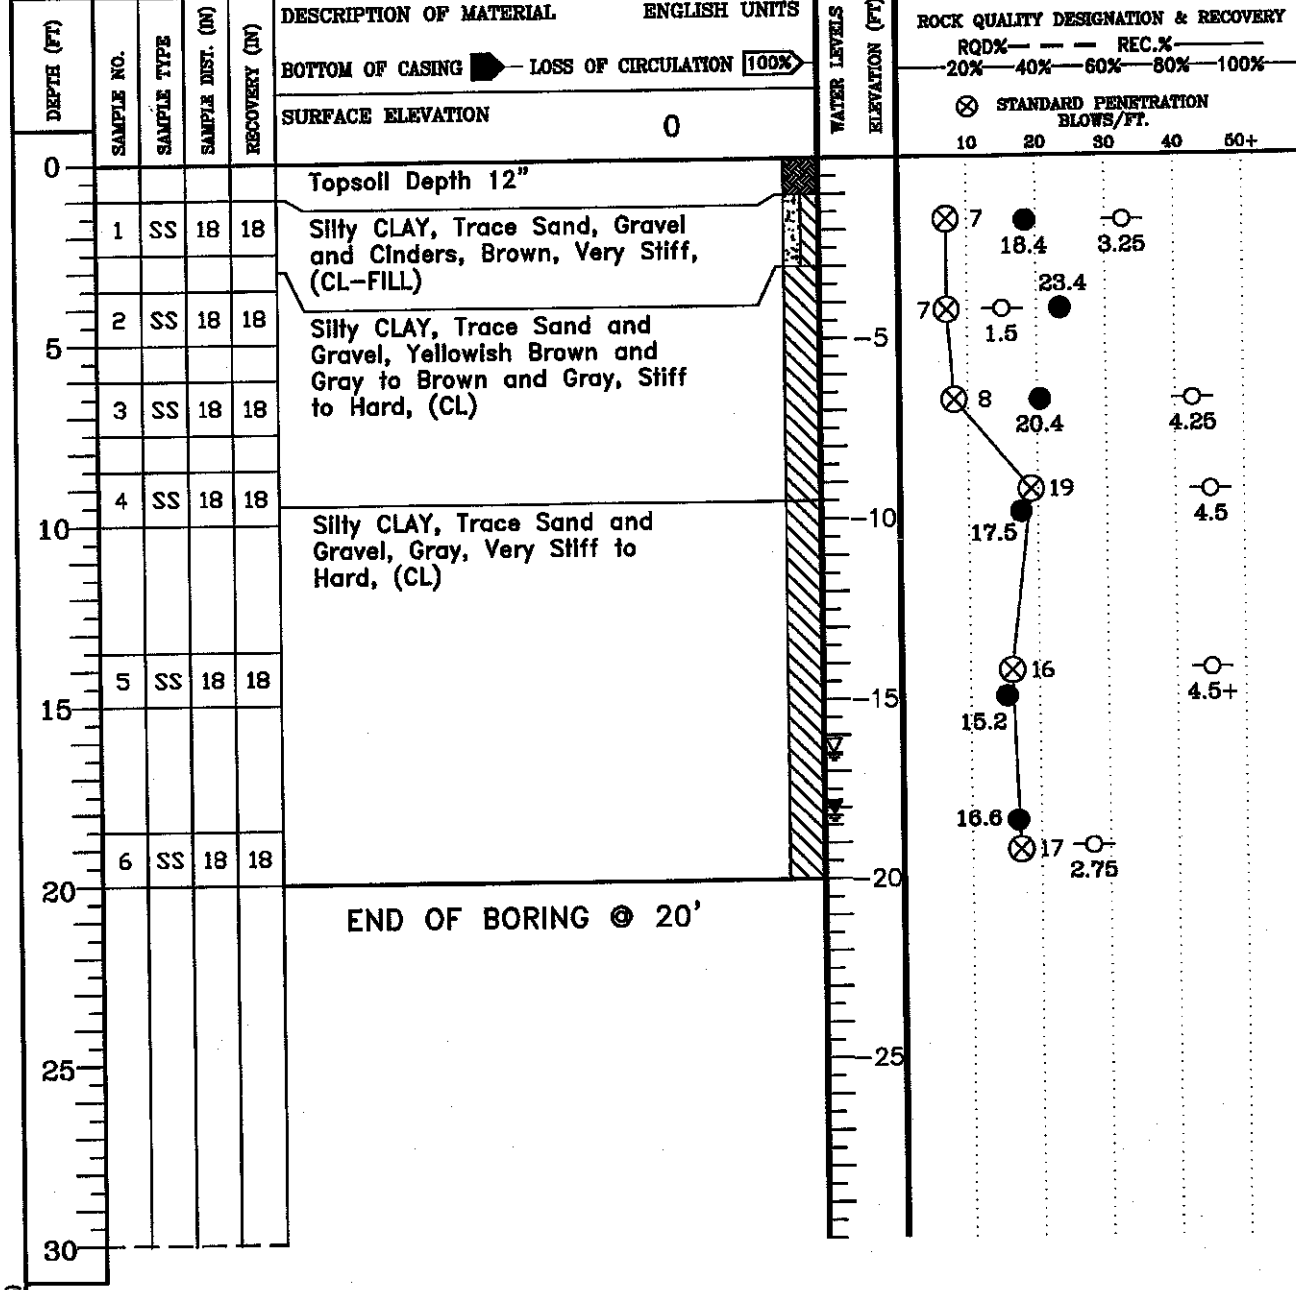 DEPTH (FT)
SAMPLE NO.
SAMPLE TYPE
SAMPLE DIST. (IN)
RECOVERY (IN)
DESCRIPTION OF MATERIAL ENGLISH UNITS
BOTTOM OF CASING LOSS OF CIRCULATION 100%
SURFACE ELEVATION 0
WATER LEVELS
ELEVATION (FT)
ROCK QUALITY DESIGNATION & RECOVERY
RQD% REC.%
20% 40% 60% 80% 100%
STANDARD PENETRATION
BLOWS/FT.
10 20 30 40 50+
0
Topsoil Depth 12"
1 SS 18 18
Silty CLAY, Trace Sand, Gravel
and Cinders, Brown, Very Stiff,
(CL-FILL)
7
18.4
3.25
2 SS 18 18
Silty CLAY, Trace Sand and
Gravel, Yellowish Brown and
Gray to Brown and Gray, Stiff
to Hard, (CL)
23.4
7
1.5
5
-5
3 SS 18 18
8
20.4
4.25
4 SS 18 18
19
4.5
10
Silty CLAY, Trace Sand and
Gravel, Gray, Very Stiff to
Hard, (CL)
-10
17.5
5 SS 18 18
16
4.5+
15
-15
15.2
16.6
6 SS 18 18
17
2.75
20
-20
END OF BORING @ 20'
25
-25
30